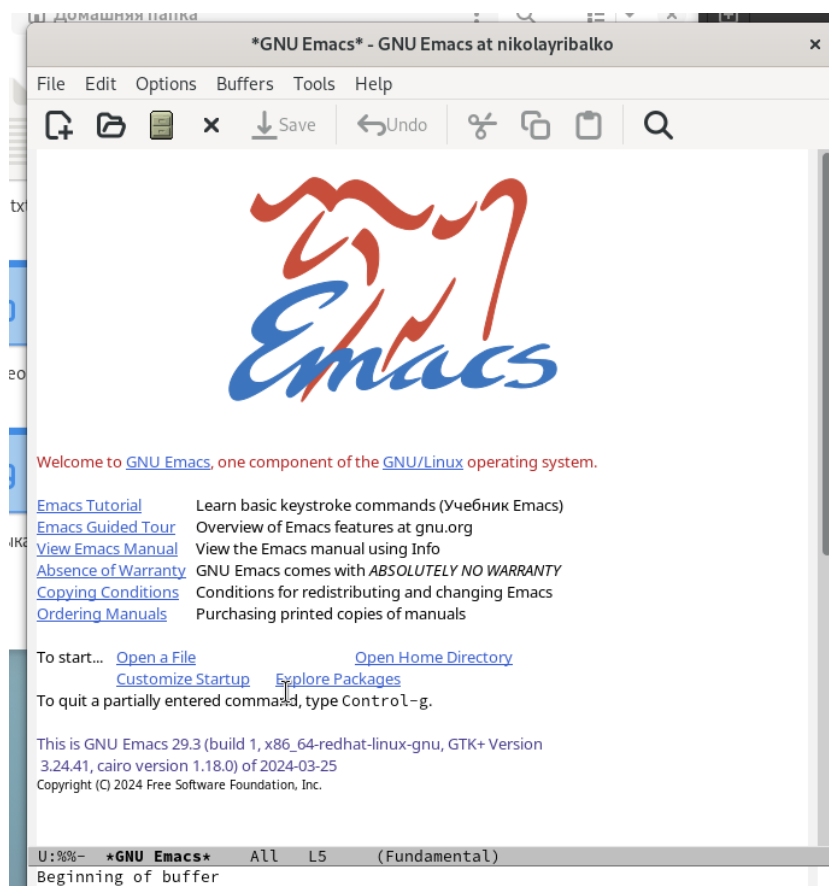 Домашняя папка
*GNU Emacs* - GNU Emacs at nikolayribalko
File Edit Options Buffers Tools Help
Save Undo
Emacs
Welcome to GNU Emacs, one component of the GNU/Linux operating system.
Emacs Tutorial Learn basic keystroke commands (Учебник Emacs)
Emacs Guided Tour Overview of Emacs features at gnu.org
View Emacs Manual View the Emacs manual using Info
Absence of Warranty GNU Emacs comes with ABSOLUTELY NO WARRANTY
Copying Conditions Conditions for redistributing and changing Emacs
Ordering Manuals Purchasing printed copies of manuals
To start... Open a File Open Home Directory
Customize Startup Explore Packages
To quit a partially entered command, type Control-g.
This is GNU Emacs 29.3 (build 1, x86_64-redhat-linux-gnu, GTK+ Version
3.24.41, cairo version 1.18.0) of 2024-03-25
Copyright (C) 2024 Free Software Foundation, Inc.
U:%%- *GNU Emacs* All L5 (Fundamental)
Beginning of buffer